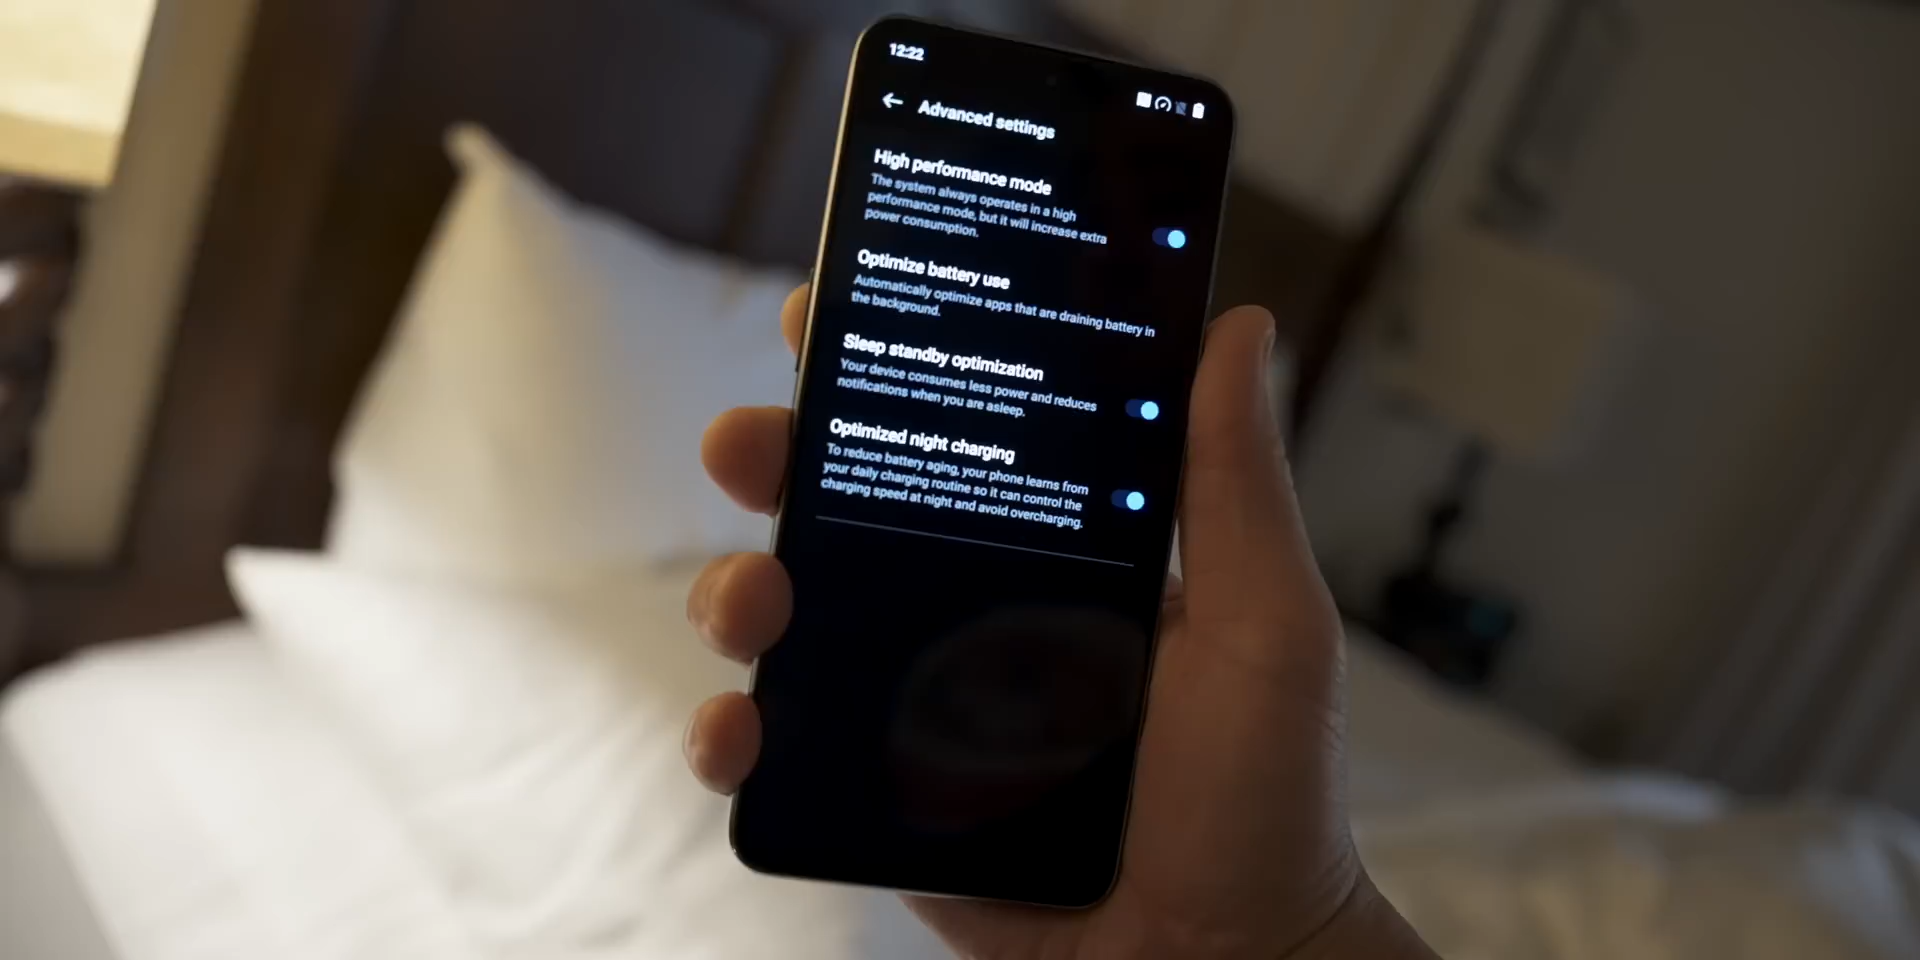 12:22
Advanced settings
High performance mode
The system always operates in a high
performance mode, but it will increase extra
power consumption.
Optimize battery use
Automatically optimize apps that are draining battery in
the background.
Sleep standby optimization
Your device consumes less power and reduces
notifications when you are asleep.
Optimized night charging
To reduce battery aging, your phone learns from
your daily charging routine so it can control the
charging speed at night and avoid overcharging.